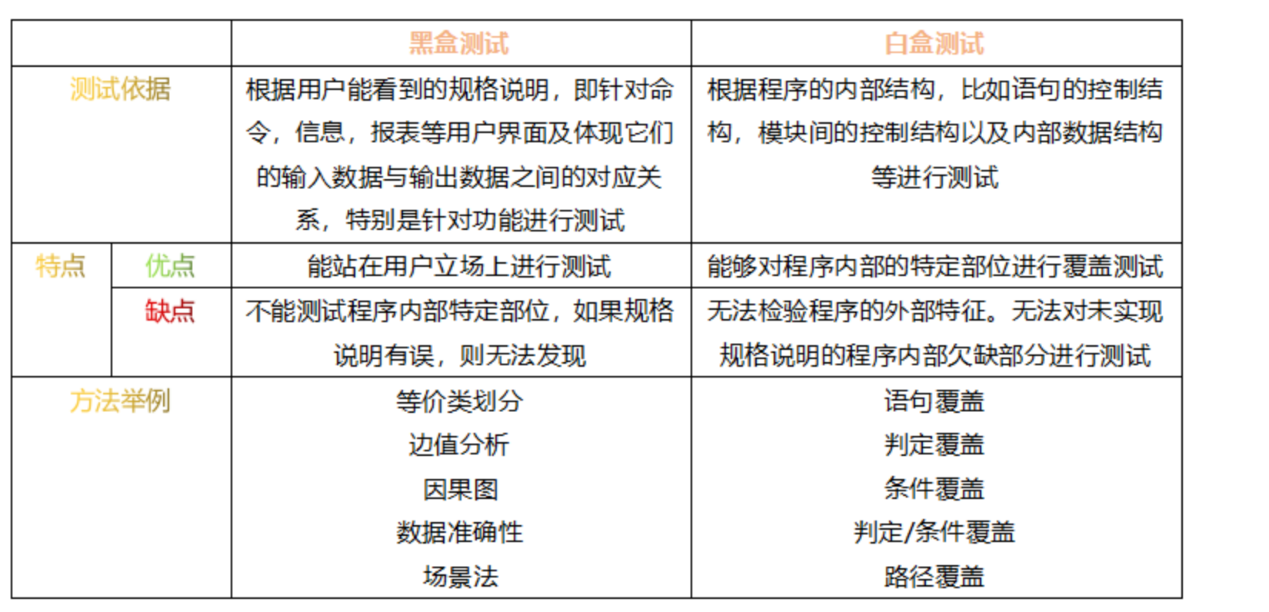 黑盒测试
白盒测试
测试依据
根据用户能看到的规格说明，即针对命
令，信息，报表等用户界面及体现它们
的输入数据与输出数据之间的对应关
系，特别是针对功能进行测试
根据程序的内部结构，比如语句的控制结
构，模块间的控制结构以及内部数据结构
等进行测试
特点
优点
能站在用户立场上进行测试
能够对程序内部的特定部位进行覆盖测试
缺点
不能测试程序内部特定部位，如果规格
说明有误，则无法发现
无法检验程序的外部特征。无法对未实现
规格说明的程序内部欠缺部分进行测试
方法举例
等价类划分
边值分析
因果图
数据准确性
场景法
语句覆盖
判定覆盖
条件覆盖
判定/条件覆盖
路径覆盖